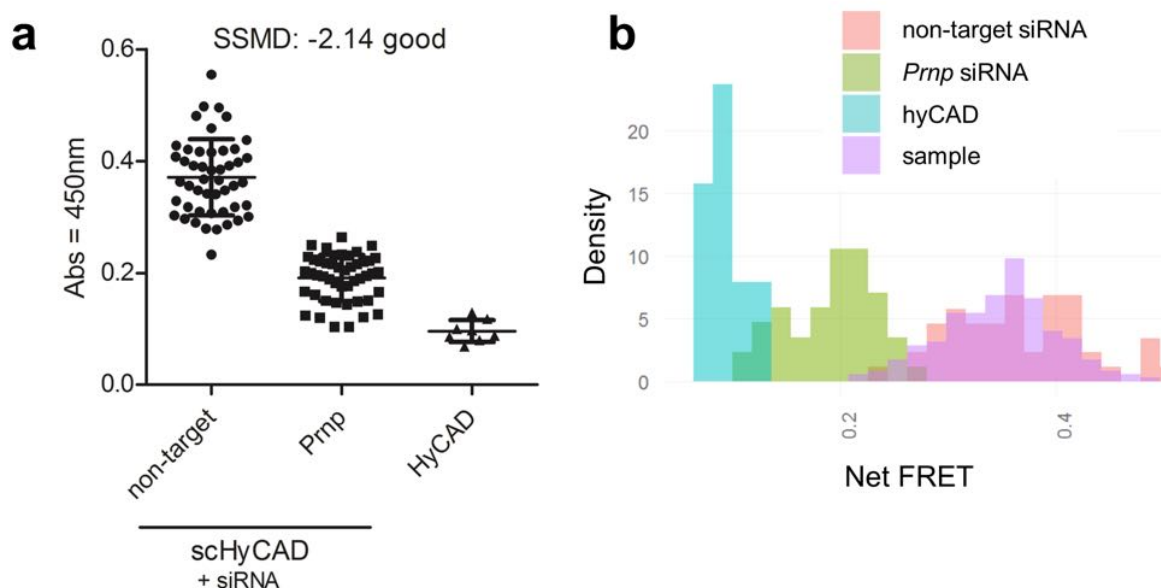 a
SSMD: -2.14 good
0.6
0.4
0.2
0.0
Abs = 450nm
non-target
Prnp
HyCAD
scHyCAD
+ siRNA
b
non-target siRNA
Prnp siRNA
hyCAD
sample
20
15
10
5
0
Density
0.2
0.4
Net FRET